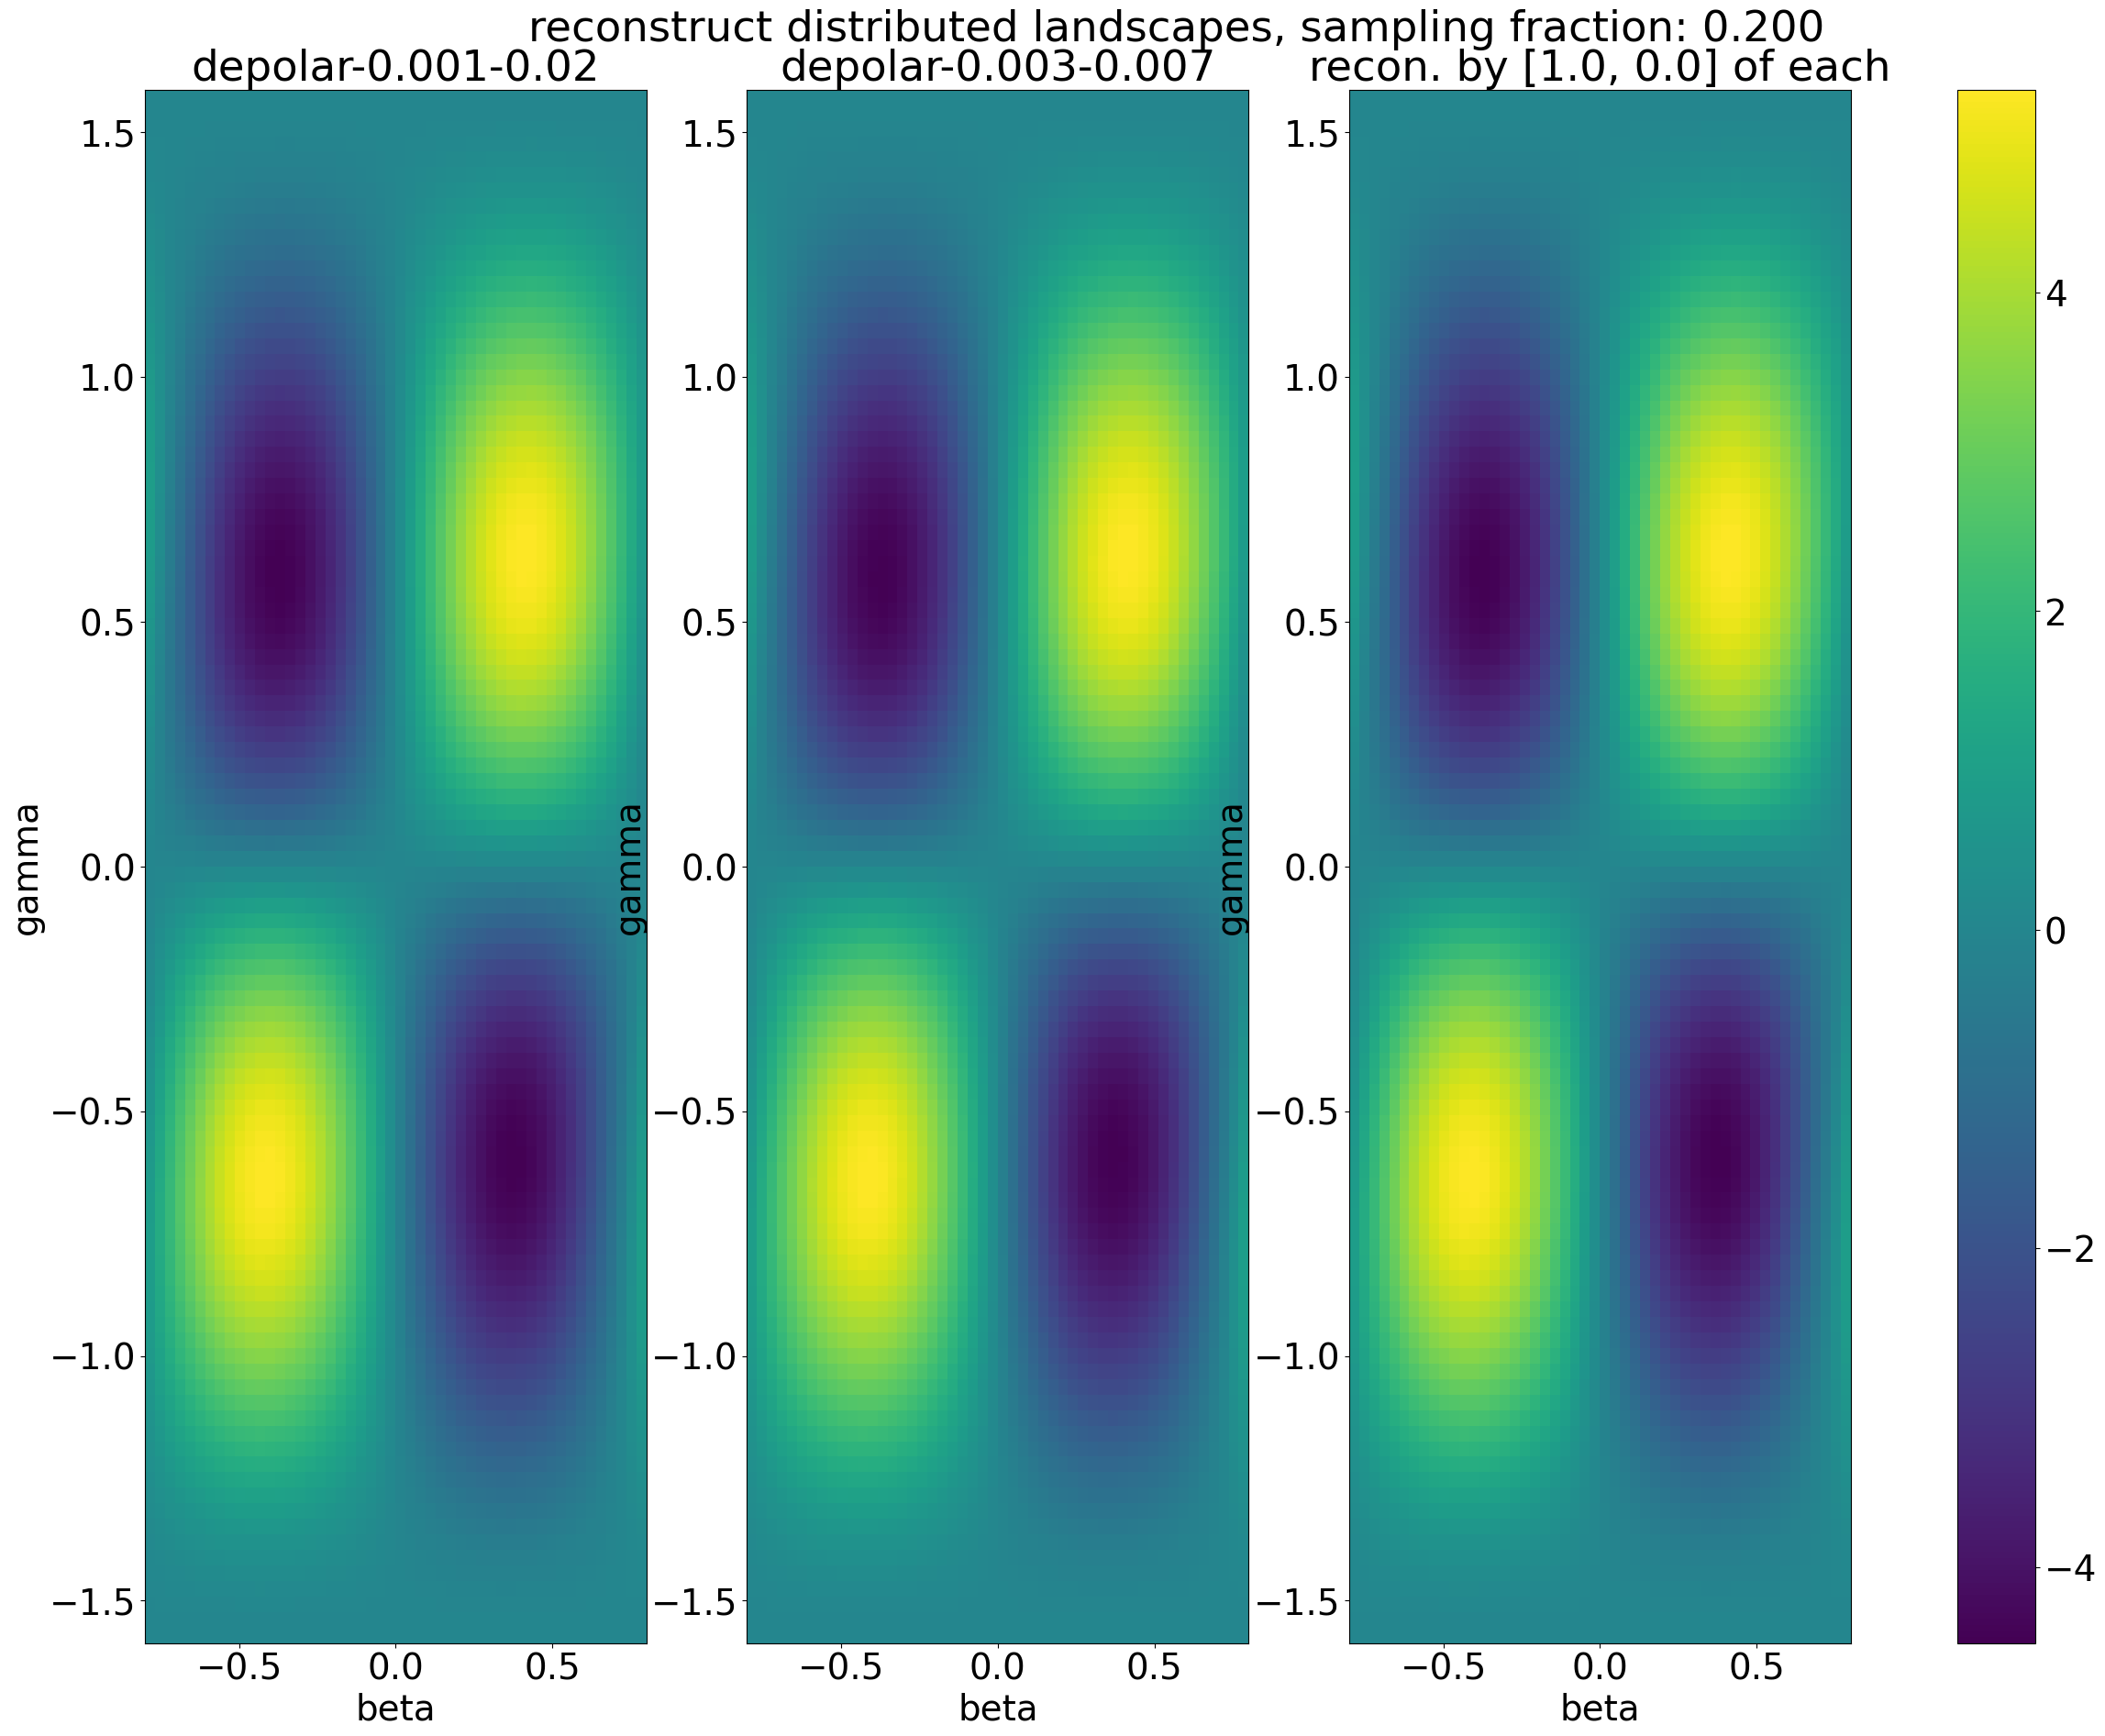 reconstruct distributed landscapes, sampling fraction: 0.200
depolar-0.001-0.02
1.5
1.0
0.5
0.0
−0.5
−1.0
−1.5
gamma
−0.5 0.0 0.5
beta
depolar-0.003-0.007
1.5
1.0
0.5
0.0
−0.5
−1.0
−1.5
gamma
−0.5 0.0 0.5
beta
recon. by [1.0, 0.0] of each
1.5
1.0
0.5
0.0
−0.5
−1.0
−1.5
gamma
−0.5 0.0 0.5
beta
4
2
0
−2
−4